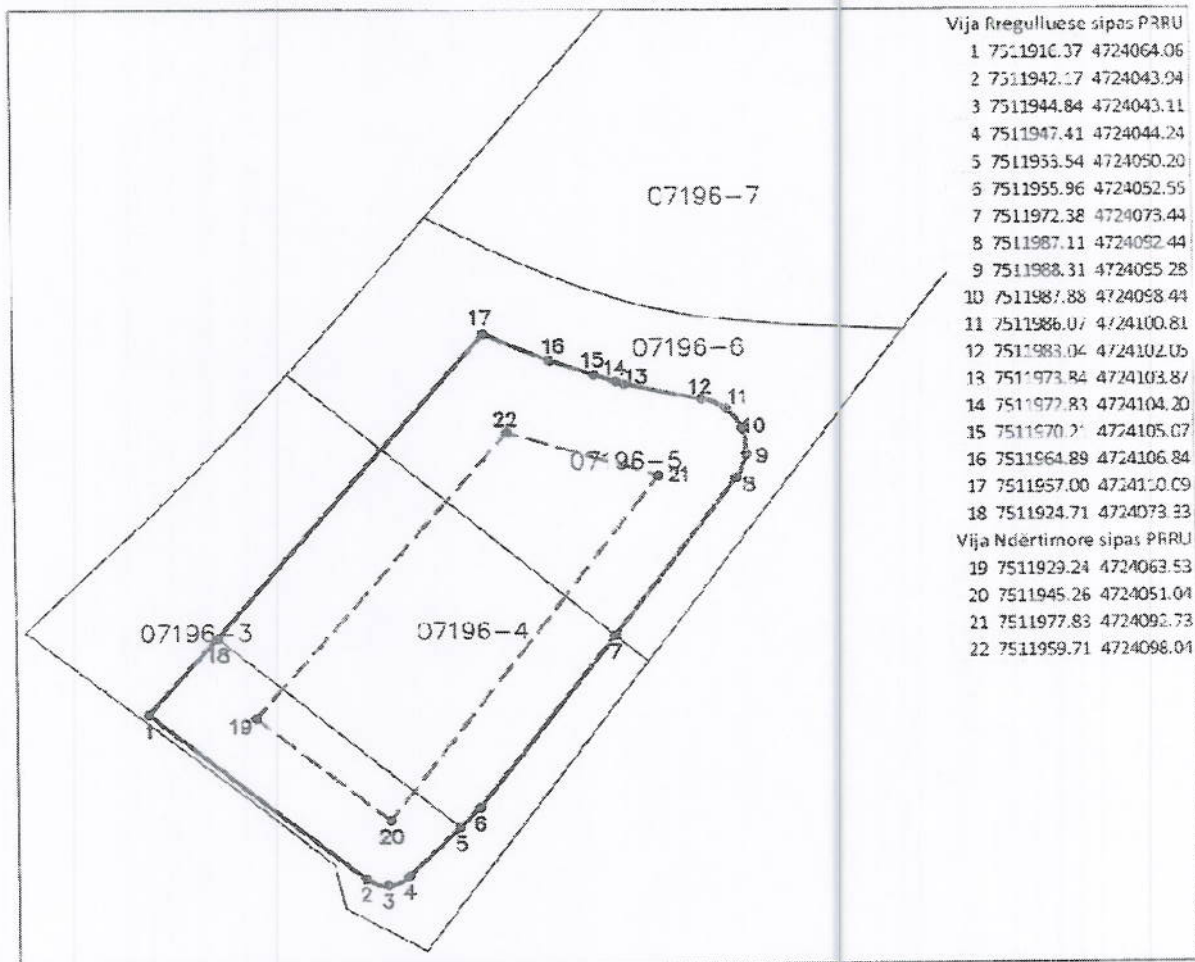 Vija Rregulluese sipas PRRU
1 7511916.37 4724064.06
2 7511942.17 4724043.94
3 7511944.84 4724043.11
4 7511947.41 4724044.24
5 7511953.54 4724050.20
6 7511955.96 4724052.55
7 7511972.38 4724073.44
8 7511987.11 4724092.44
9 7511988.31 4724095.28
10 7511987.88 4724098.44
11 7511986.07 4724100.81
12 7511983.04 4724102.05
13 7511973.84 4724103.87
14 7511972.83 4724104.20
15 7511970.21 4724105.07
16 7511964.89 4724106.84
17 7511957.00 4724110.09
18 7511924.71 4724073.33
Vija Ndërtimore sipas PRRU
19 7511929.24 4724063.53
20 7511945.26 4724051.04
21 7511977.83 4724092.73
22 7511959.71 4724098.04
07196-7
17
16
15
14
13
07196-6
12
11
10
9
8
22
07196-5
21
07196-3
18
07196-4
7
1
19
20
6
5
2
3
4